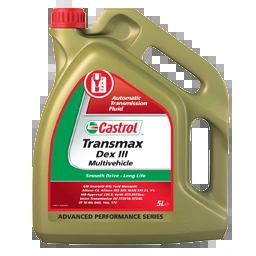 Automatic
Transmission
Fluid
Castrol
Transmax
Dex III
Multivehicle
Smooth Drive - Long Life
5L
ADVANCED PERFORMANCE SERIES